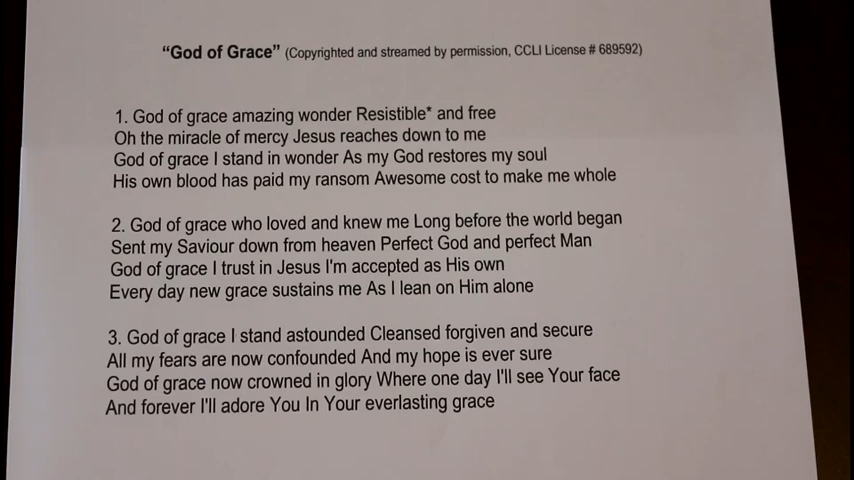 “God of Grace” (Copyrighted and streamed by permission, CCLI License # 689592)
1. God of grace amazing wonder Resistible* and free
Oh the miracle of mercy Jesus reaches down to me
God of grace I stand in wonder As my God restores my soul
His own blood has paid my ransom Awesome cost to make me whole
2. God of grace who loved and knew me Long before the world began
Sent my Saviour down from heaven Perfect God and perfect Man
God of grace I trust in Jesus I'm accepted as His own
Every day new grace sustains me As I lean on Him alone
3. God of grace I stand astounded Cleansed forgiven and secure
All my fears are now confounded And my hope is ever sure
God of grace now crowned in glory Where one day I'll see Your face
And forever I'll adore You In Your everlasting grace